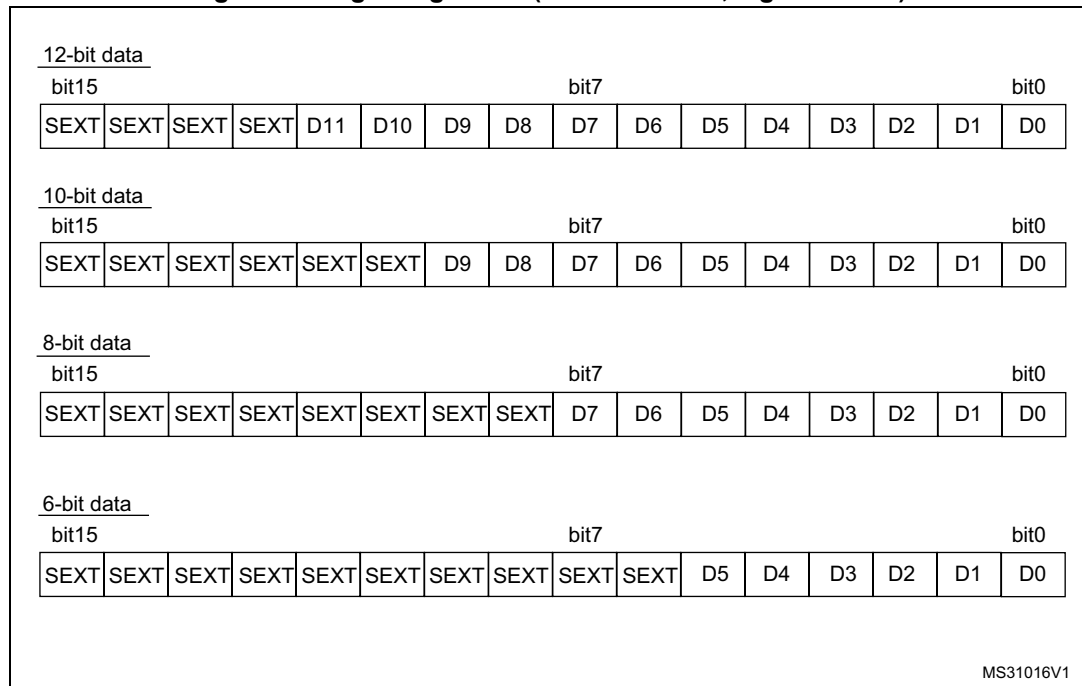 12-bit data
bit15 bit7 bit0
SEXT SEXT SEXT SEXT D11 D10 D9 D8 D7 D6 D5 D4 D3 D2 D1 D0
10-bit data
bit15 bit7 bit0
SEXT SEXT SEXT SEXT SEXT SEXT D9 D8 D7 D6 D5 D4 D3 D2 D1 D0
8-bit data
bit15 bit7 bit0
SEXT SEXT SEXT SEXT SEXT SEXT SEXT SEXT D7 D6 D5 D4 D3 D2 D1 D0
6-bit data
bit15 bit7 bit0
SEXT SEXT SEXT SEXT SEXT SEXT SEXT SEXT SEXT SEXT D5 D4 D3 D2 D1 D0
MS31016V1